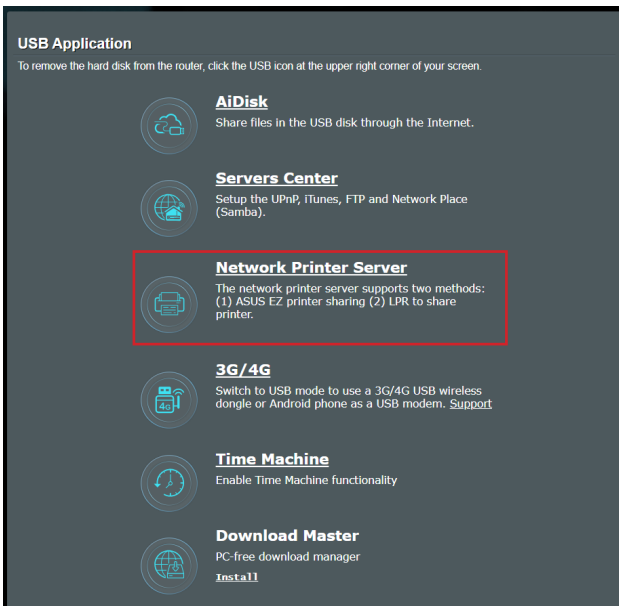 USB Application
To remove the hard disk from the router, click the USB icon at the upper right corner of your screen.
AiDisk
Share files in the USB disk through the Internet.
Servers Center
Setup the UPnP, iTunes, FTP and Network Place
(Samba).
Network Printer Server
The network printer server supports two methods:
(1) ASUS EZ printer sharing (2) LPR to share
printer.
3G/4G
Switch to USB mode to use a 3G/4G USB wireless
dongle or Android phone as a USB modem. Support
4G
Time Machine
Enable Time Machine functionality
Download Master
PC-free download manager
Install